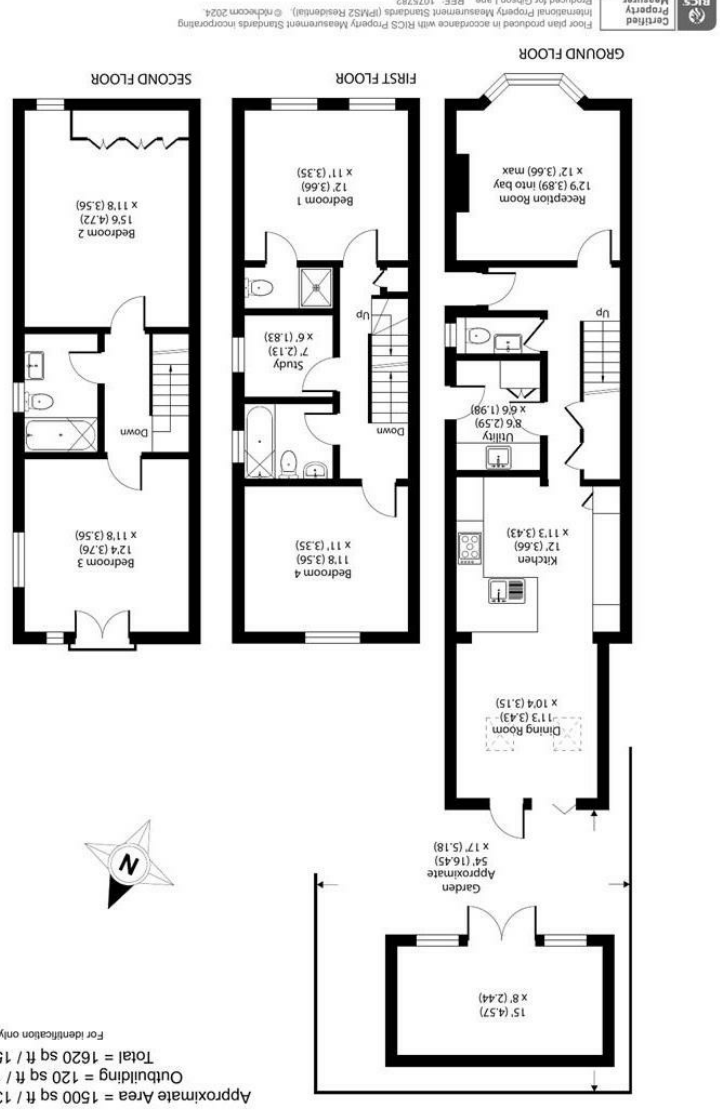 Approximate Area = 1500 sq ft / 13
Outbuilding = 120 sq ft /
Total = 1620 sq ft / 15
For identification only
15' (4.57)
x 8' (2.44)
Garden
Approximate
54' (16.45)
x 17' (5.18)
N
Dining Room
11'3 (3.43)
x 10'4 (3.15)
Kitchen
12' (3.66)
x 11'3 (3.43)
Utility
8'6 (2.59)
x 6'6 (1.98)
Up
Reception Room
12'9 (3.89) into bay
x 12' (3.66) max
GROUND FLOOR
Bedroom 4
11'8 (3.56)
x 11' (3.35)
Down
Study
7' (2.13)
x 6' (1.83)
Up
Bedroom 1
12' (3.66)
x 11' (3.35)
FIRST FLOOR
Bedroom 3
12'4 (3.76)
x 11'8 (3.56)
Down
Bedroom 2
15'6 (4.72)
x 11'8 (3.56)
SECOND FLOOR
RICS
Certified
Property
Measurer
Floor plan produced in accordance with RICS Property Measurement Standards incorporating
International Property Measurement Standards (IPMS2 Residential). © nichecom 2024.
Produced for Gibson Lane. REF: 1075782